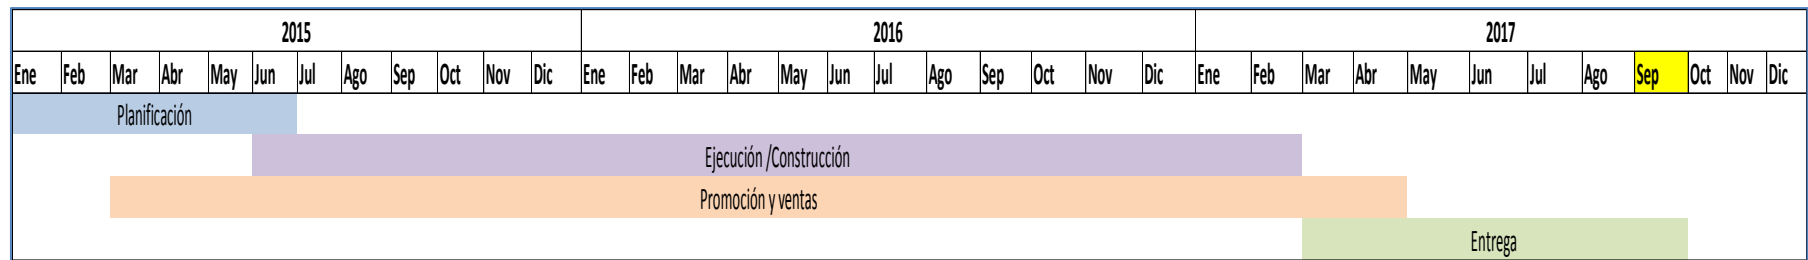 2015 2016 2017
Ene Feb Mar Abr May Jun Jul Ago Sep Oct Nov Dic Ene Feb Mar Abr May Jun Jul Ago Sep Oct Nov Dic Ene Feb Mar Abr May Jun Jul Ago Sep Oct Nov Dic
Planificación
Ejecución /Construcción
Promoción y ventas
Entrega